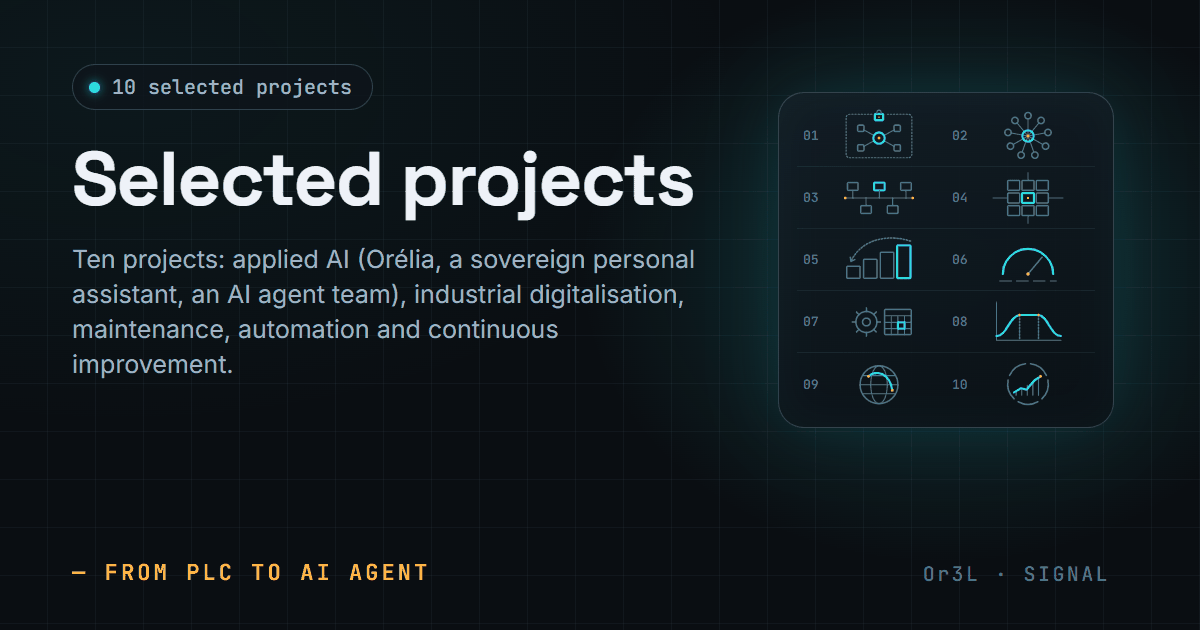 10 selected projects
Selected projects
Ten projects: applied AI (Orélia, a sovereign personal
assistant, an AI agent team), industrial digitalisation,
maintenance, automation and continuous
improvement.
01 02
03 04
05 06
07 08
09 10
— FROM PLC TO AI AGENT
Or3L · SIGNAL